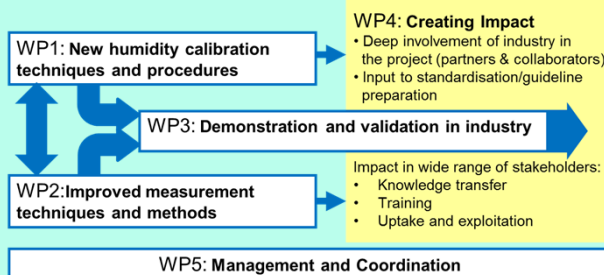 WP4: Creating Impact
• Deep involvement of industry in
the project (partners & collaborators)
• Input to standardisation/guideline
preparation
WP1: New humidity calibration
techniques and procedures
WP3: Demonstration and validation in industry
WP2:Improved measurement
techniques and methods
Impact in wide range of stakeholders:
• Knowledge transfer
• Training
• Uptake and exploitation
WP5: Management and Coordination